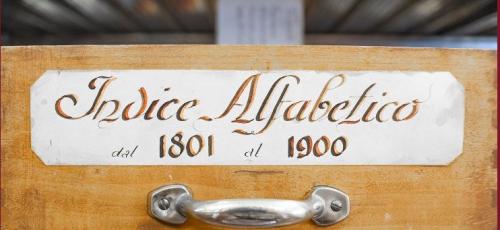 Indice Alfabetico
dal 1801 al 1900